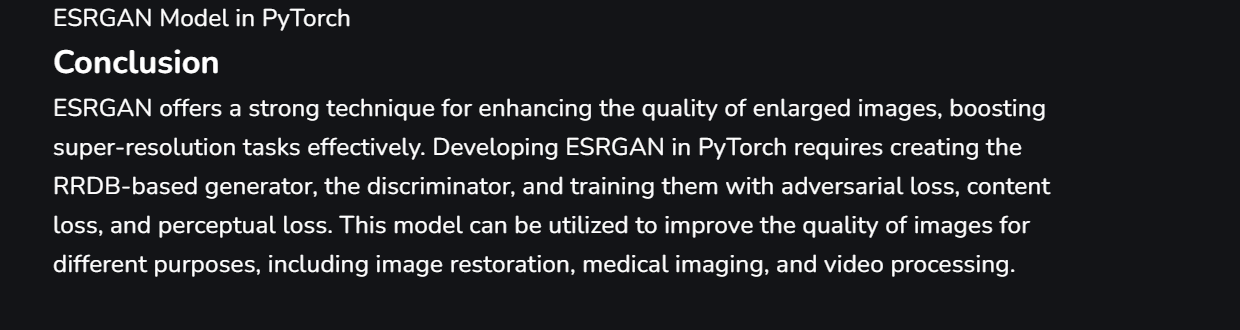 ESRGAN Model in PyTorch
Conclusion
ESRGAN offers a strong technique for enhancing the quality of enlarged images, boosting
super-resolution tasks effectively. Developing ESRGAN in PyTorch requires creating the
RRDB-based generator, the discriminator, and training them with adversarial loss, content
loss, and perceptual loss. This model can be utilized to improve the quality of images for
different purposes, including image restoration, medical imaging, and video processing.